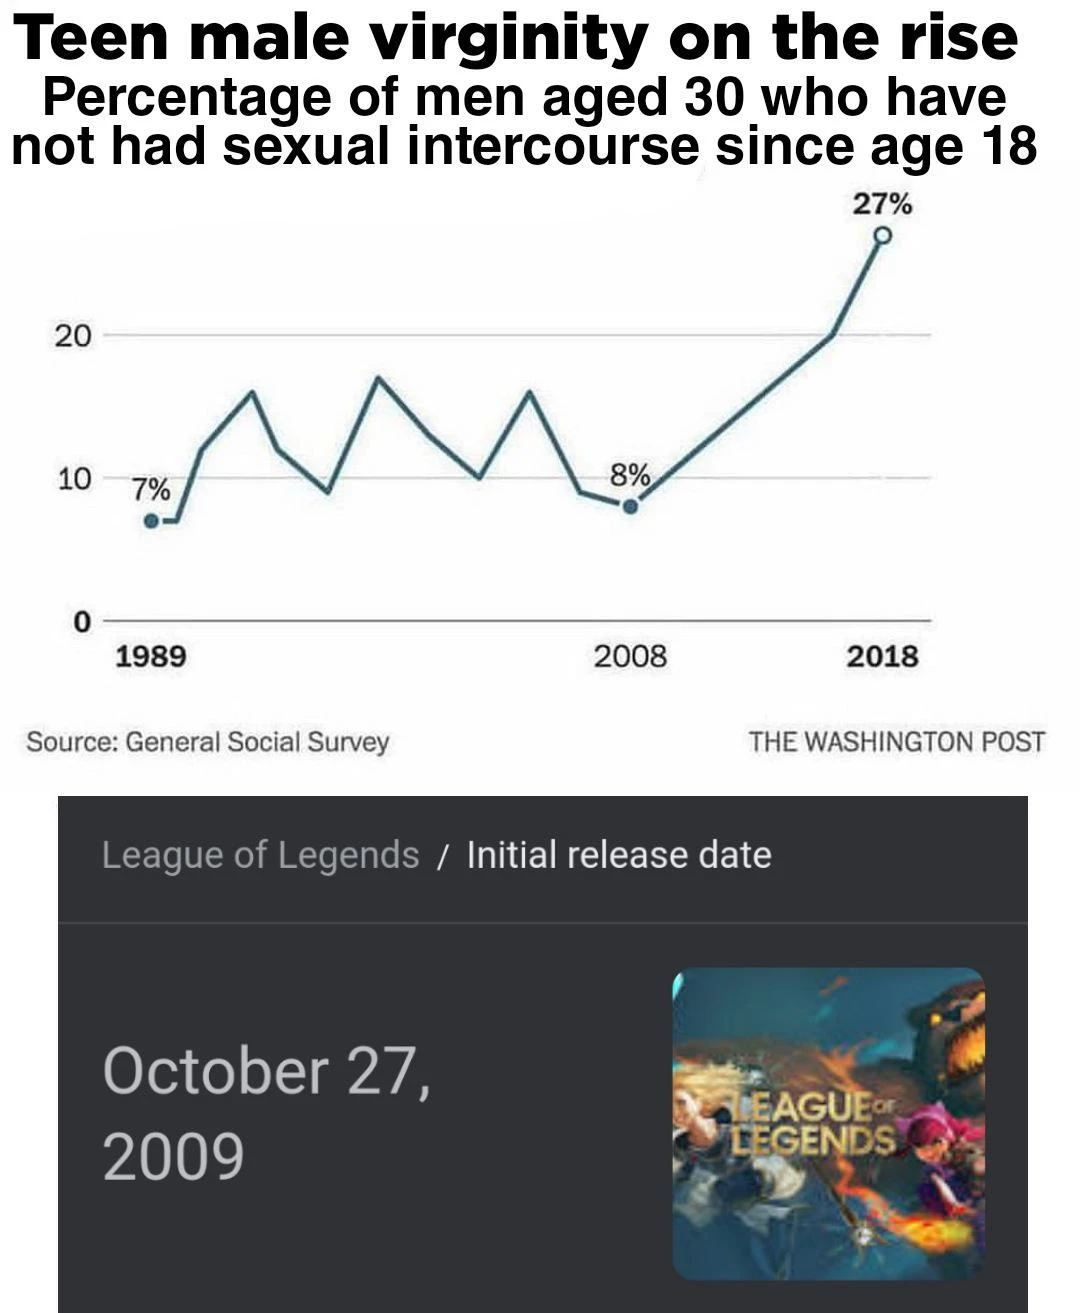 Teen male virginity on the rise
Percentage of men aged 30 who have
not had sexual intercourse since age 18
27%
20
10
7%
8%
0
1989
2008
2018
Source: General Social Survey
THE WASHINGTON POST
League of Legends / Initial release date
October 27,
2009
LEAGUE OF
LEGENDS